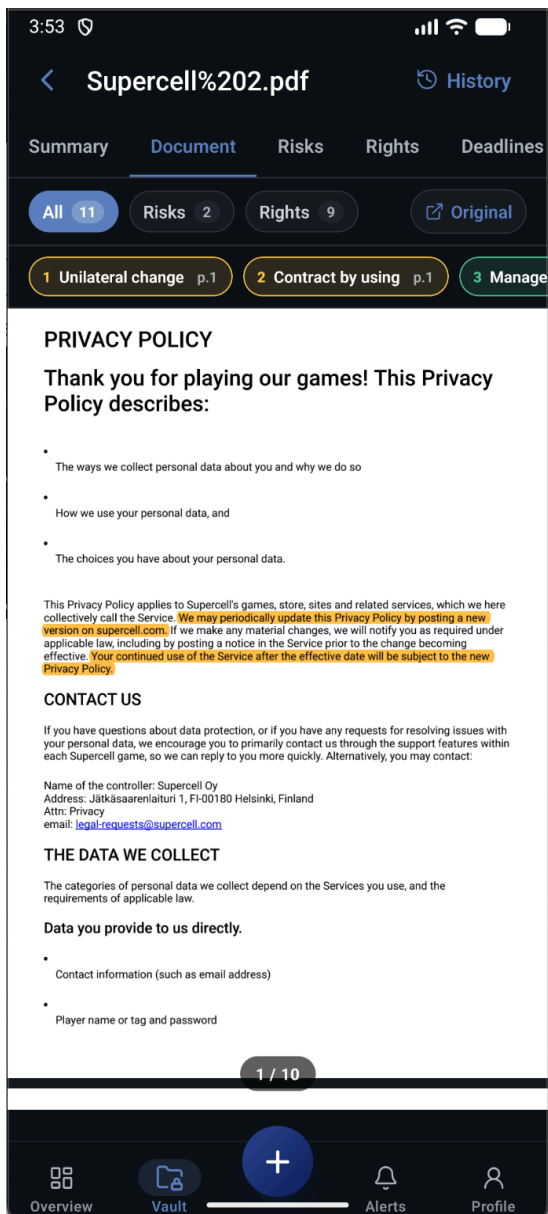 3:53
Supercell%202.pdf
History
Summary Document Risks Rights Deadlines
All 11 Risks 2 Rights 9 Original
1 Unilateral change p.1 2 Contract by using p.1 3 Manage
PRIVACY POLICY
Thank you for playing our games! This Privacy
Policy describes:
• The ways we collect personal data about you and why we do so
• How we use your personal data, and
• The choices you have about your personal data.
This Privacy Policy applies to Supercell's games, store, sites and related services, which we here
collectively call the Service. We may periodically update this Privacy Policy by posting a new
version on supercell.com. If we make any material changes, we will notify you as required under
applicable law, including by posting a notice in the Service prior to the change becoming
effective. Your continued use of the Service after the effective date will be subject to the new
Privacy Policy.
CONTACT US
If you have questions about data protection, or if you have any requests for resolving issues with
your personal data, we encourage you to primarily contact us through the support features within
each Supercell game, so we can reply to you more quickly. Alternatively, you may contact:
Name of the controller: Supercell Oy
Address: Jätkäsaarenlaituri 1, FI-00180 Helsinki, Finland
Attn: Privacy
email: legal-requests@supercell.com
THE DATA WE COLLECT
The categories of personal data we collect depend on the Services you use, and the
requirements of applicable law.
Data you provide to us directly.
• Contact information (such as email address)
• Player name or tag and password
1 / 10
Overview Vault + Alerts Profile